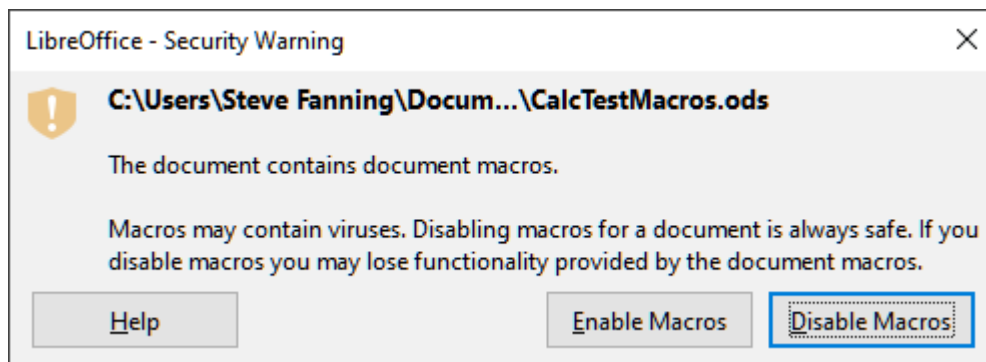 LibreOffice - Security Warning
C:\Users\Steve Fanning\Docum...\CalcTestMacros.ods
The document contains document macros.
Macros may contain viruses. Disabling macros for a document is always safe. If you
disable macros you may lose functionality provided by the document macros.
Help
Enable Macros
Disable Macros